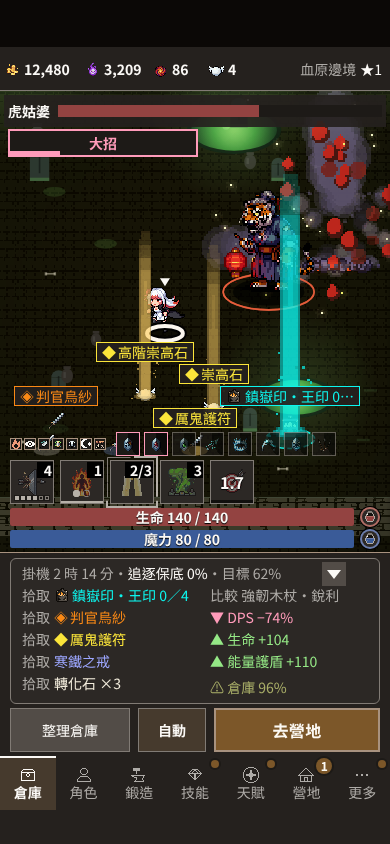 12,480 3,209 86 4 血原邊境 ★1
虎姑婆
大招
◆高階崇高石
◆崇高石
◈判官烏紗
鎮嶽印・王印 0…
◆厲鬼護符
4 1 2/3 3 17
生命 140 / 140
魔力 80 / 80
掛機 2 時 14 分・追逐保底 0%・目標 62%
拾取 鎮嶽印・王印 0／4
比較 強韌木杖・銳利
拾取 ◈判官烏紗
▼ DPS −74%
拾取 ◆厲鬼護符
▲ 生命 +104
拾取 寒鐵之戒
▲ 能量護盾 +110
拾取 轉化石 ×3
⚠ 倉庫 96%
整理倉庫 自動 去營地
1
倉庫 角色 鍛造 技能 天賦 營地 更多